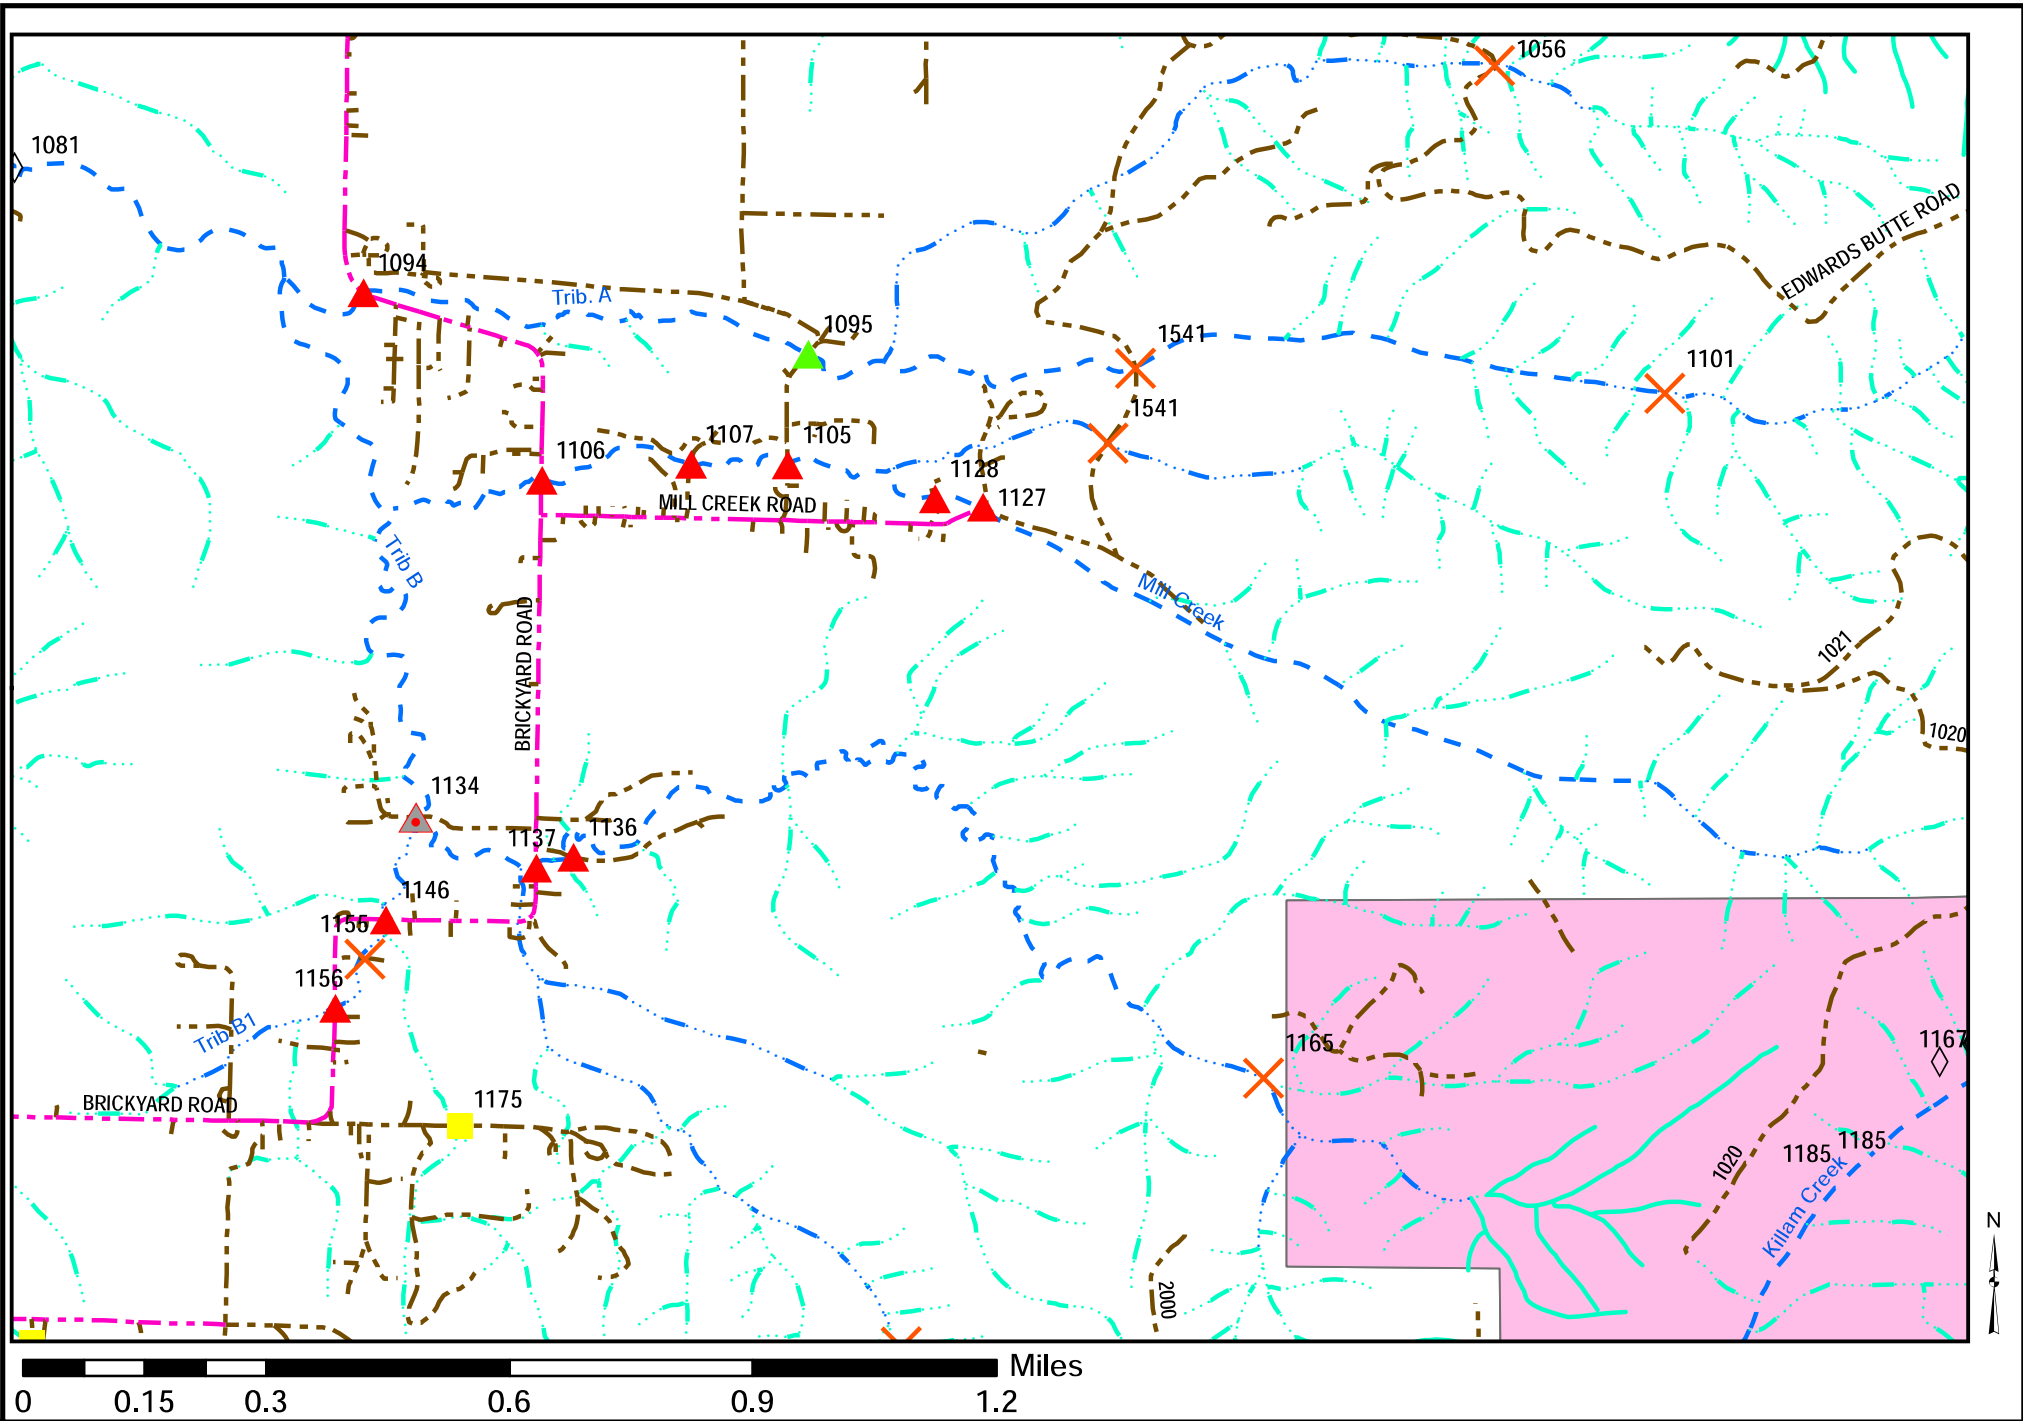 1056
1081
EDWARDS BUTTE ROAD
1094
Trib. A
1095
1541
1101
1541
1107
1105
1106
1128
MILL CREEK ROAD
1127
Trib B
Mill Creek
BRICKYARD ROAD
1021
1020
1134
1137
1136
1146
1155
1156
Trib B1
1165
1167
BRICKYARD ROAD
1175
1185
1185
1020
Killam Creek
2000
N
Miles
0 0.15 0.3 0.6 0.9 1.2